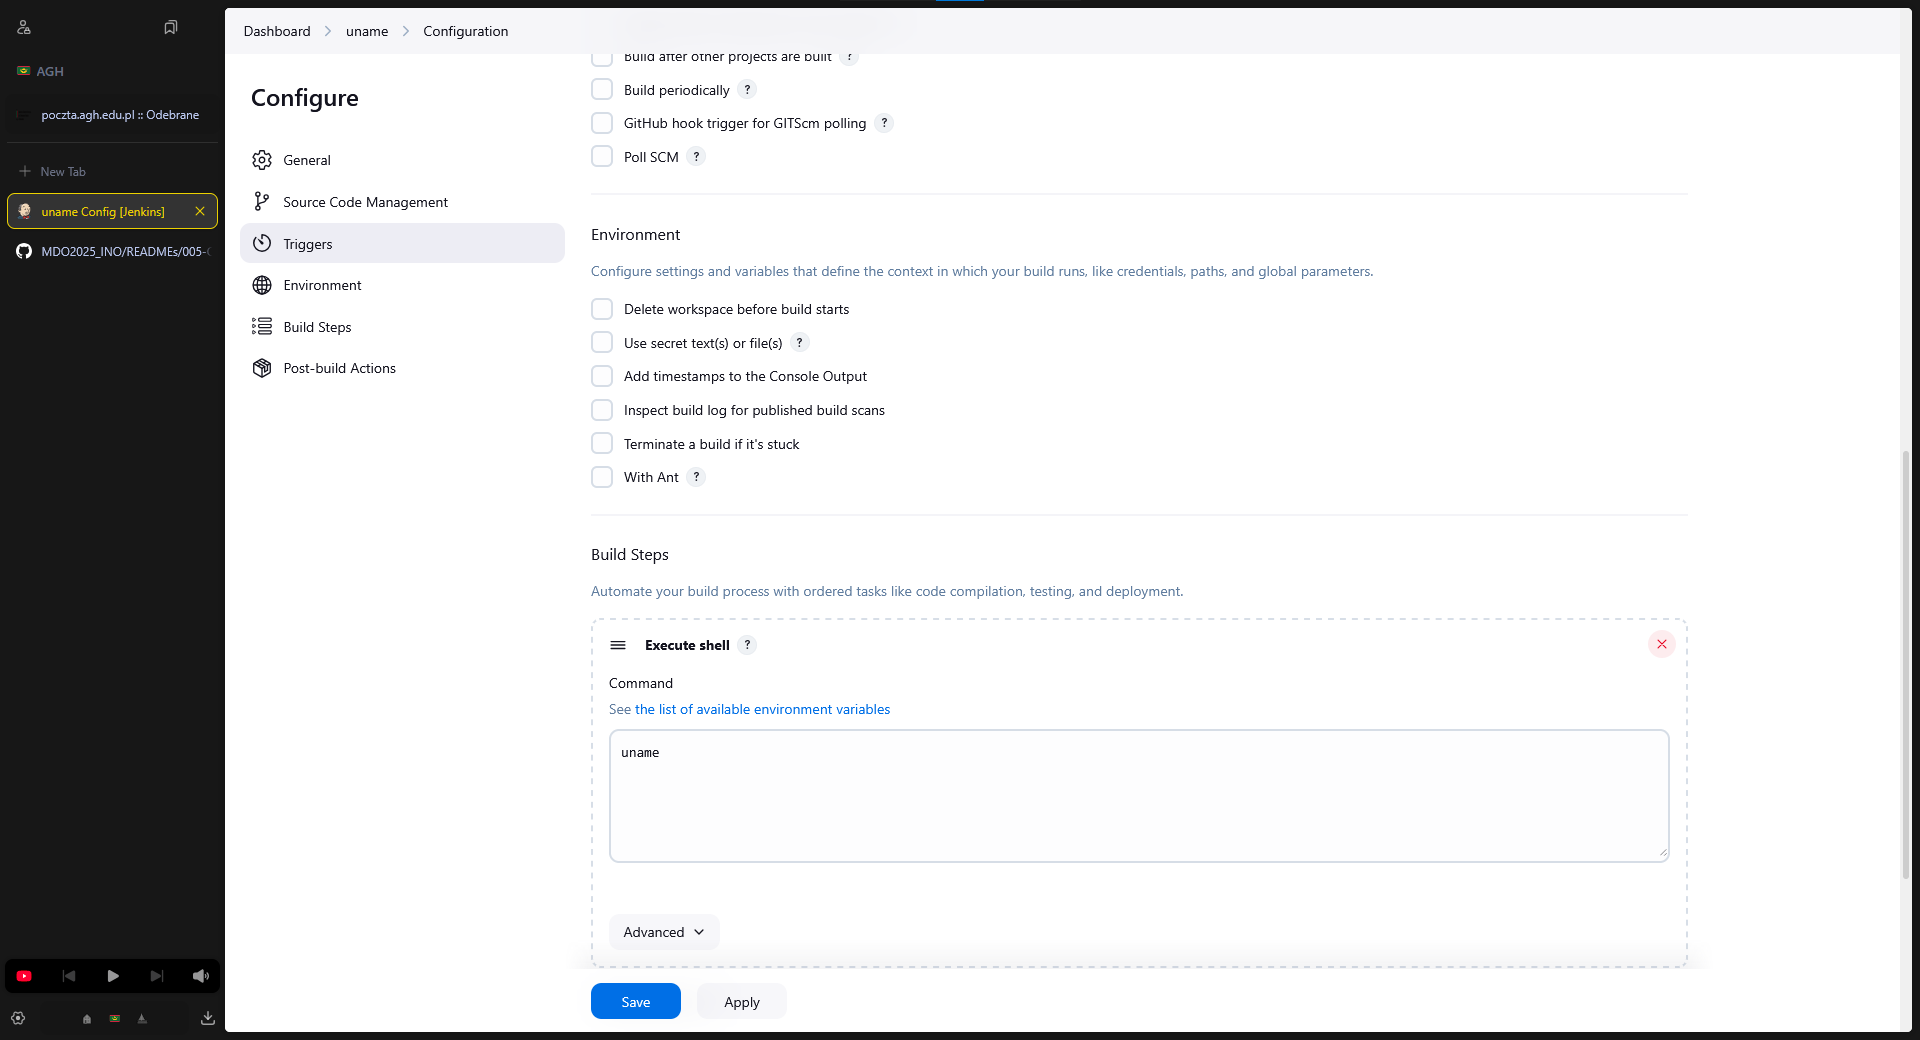 Dashboard > uname > Configuration
AGH
poczta.agh.edu.pl :: Odebrane
New Tab
uname Config [Jenkins]
MDO2025_INO/READMEs/005-
Configure
General
Source Code Management
Triggers
Environment
Build Steps
Post-build Actions
Build after other projects are built ?
Build periodically ?
GitHub hook trigger for GITScm polling ?
Poll SCM ?
Environment
Configure settings and variables that define the context in which your build runs, like credentials, paths, and global parameters.
Delete workspace before build starts
Use secret text(s) or file(s) ?
Add timestamps to the Console Output
Inspect build log for published build scans
Terminate a build if it's stuck
With Ant ?
Build Steps
Automate your build process with ordered tasks like code compilation, testing, and deployment.
Execute shell ?
Command
See the list of available environment variables
uname
Advanced
Save
Apply